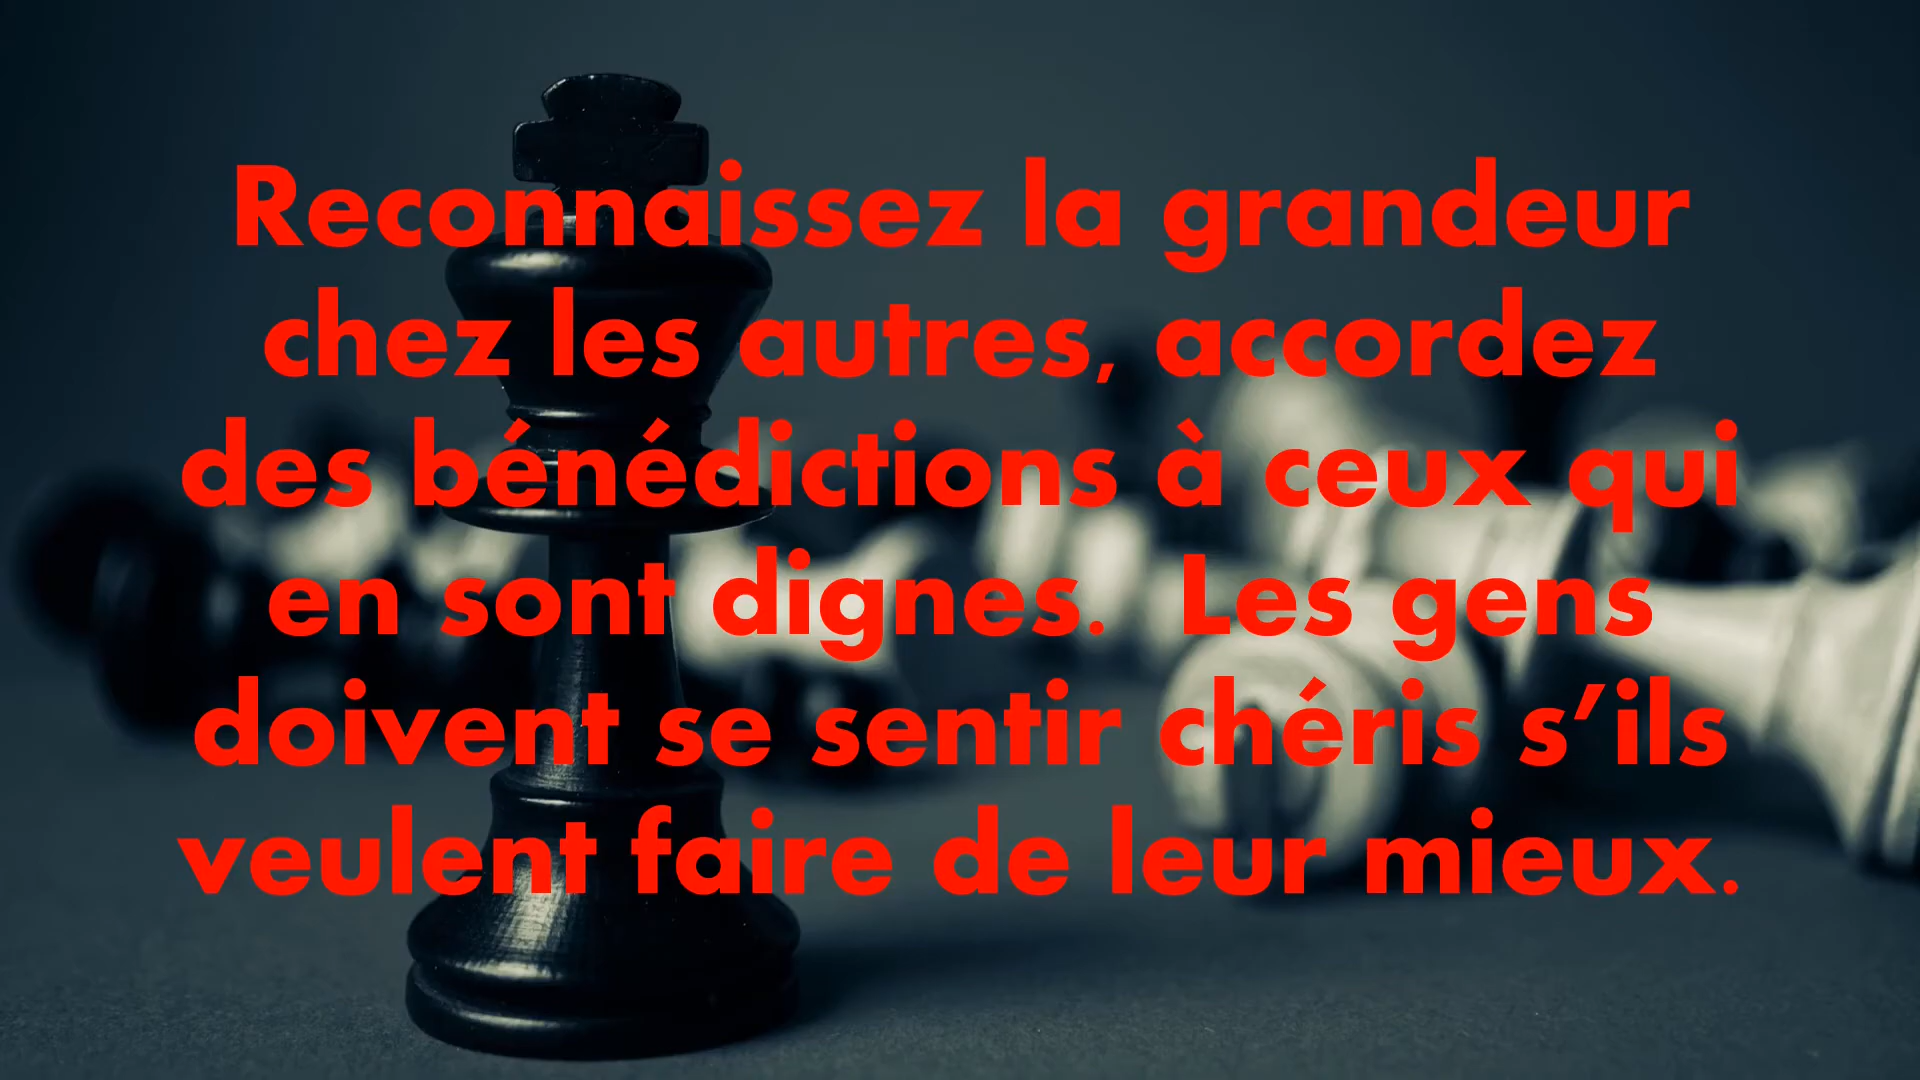 Reconnaissez la grandeur
chez les autres, accordez
des bénédictions à ceux qui
en sont dignes.  Les gens
doivent se sentir chéris s’ils
veulent faire de leur mieux.